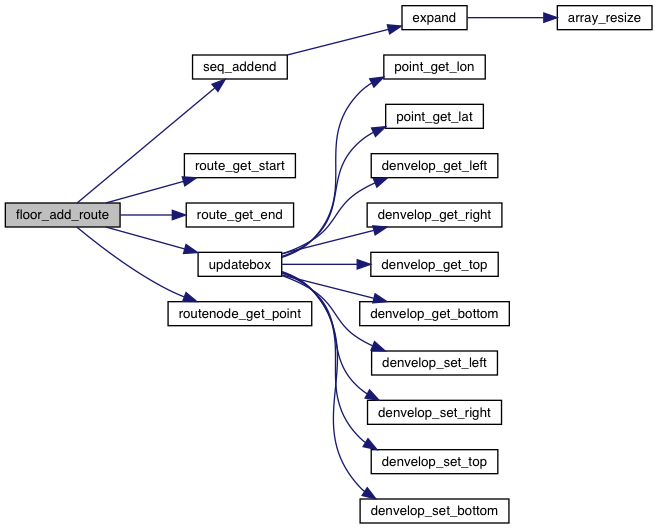 expand
array_resize
seq_addend
point_get_lon
point_get_lat
route_get_start
denvelop_get_left
floor_add_route
route_get_end
denvelop_get_right
updatebox
denvelop_get_top
routenode_get_point
denvelop_get_bottom
denvelop_set_left
denvelop_set_right
denvelop_set_top
denvelop_set_bottom